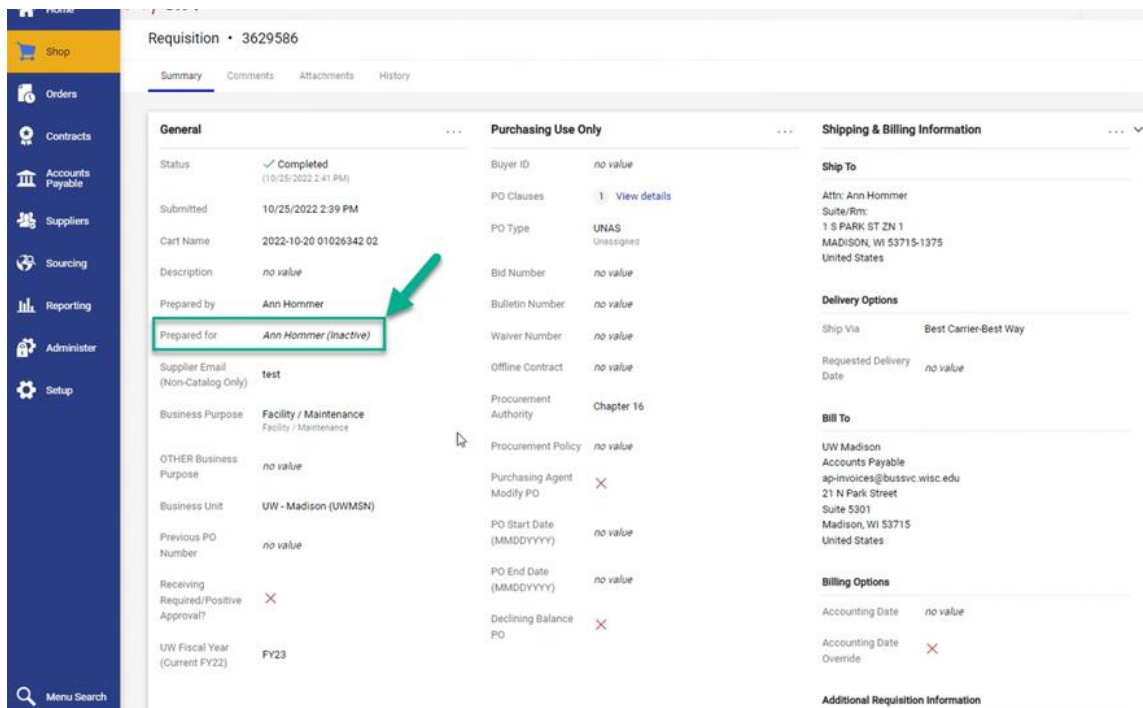 Home
Shop
Orders
Contracts
Accounts
Payable
Suppliers
Sourcing
Reporting
Administer
Setup
Menu Search
Requisition • 3629586
Summary Comments Attachments History
General ...
Status ✓ Completed
(10/25/2022 2:41 PM)
Submitted 10/25/2022 2:39 PM
Cart Name 2022-10-20 01026342 02
Description no value
Prepared by Ann Hommer
Prepared for Ann Hommer (Inactive)
Supplier Email
(Non-Catalog Only) test
Business Purpose Facility / Maintenance
Facility / Maintenance
OTHER Business
Purpose no value
Business Unit UW - Madison (UWMSN)
Previous PO
Number no value
Receiving
Required/Positive
Approval?
UW Fiscal Year
(Current FY22) FY23
Purchasing Use Only ...
Buyer ID no value
PO Clauses 1 View details
PO Type UNAS
Unassigned
Bid Number no value
Bulletin Number no value
Waiver Number no value
Offline Contract no value
Procurement
Authority Chapter 16
Procurement Policy no value
Purchasing Agent
Modify PO
PO Start Date
(MMDDYYYY) no value
PO End Date
(MMDDYYYY) no value
Declining Balance
PO
Shipping & Billing Information ...
Ship To
Attn: Ann Hommer
Suite/Rm:
1 S PARK ST ZN 1
MADISON, WI 53715-1375
United States
Delivery Options
Ship Via Best Carrier-Best Way
Requested Delivery
Date no value
Bill To
UW Madison
Accounts Payable
ap-invoices@bussvc.wisc.edu
21 N Park Street
Suite 5301
Madison, WI 53715
United States
Billing Options
Accounting Date no value
Accounting Date
Override
Additional Requisition Information